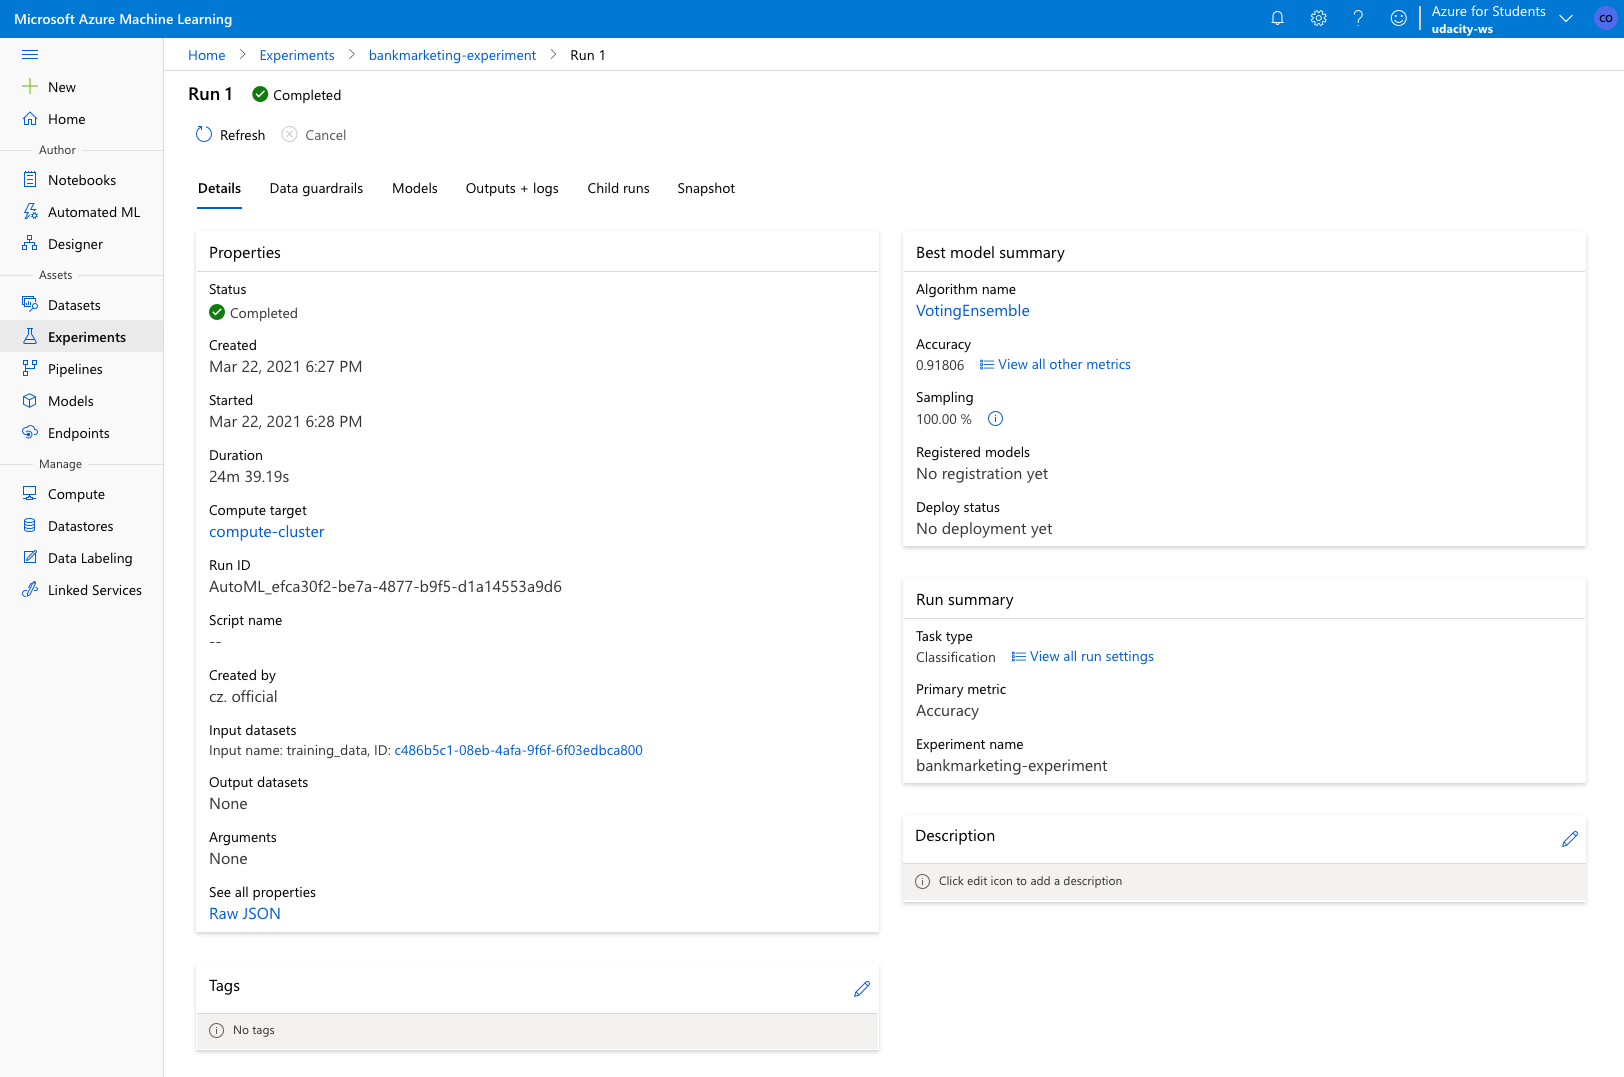 Microsoft Azure Machine Learning
Azure for Students
udacity-ws
CO
New
Home
Author
Notebooks
Automated ML
Designer
Assets
Datasets
Experiments
Pipelines
Models
Endpoints
Manage
Compute
Datastores
Data Labeling
Linked Services
Home > Experiments > bankmarketing-experiment > Run 1
Run 1 Completed
Refresh Cancel
Details Data guardrails Models Outputs + logs Child runs Snapshot
Properties
Status
Completed
Created
Mar 22, 2021 6:27 PM
Started
Mar 22, 2021 6:28 PM
Duration
24m 39.19s
Compute target
compute-cluster
Run ID
AutoML_efca30f2-be7a-4877-b9f5-d1a14553a9d6
Script name
--
Created by
cz. official
Input datasets
Input name: training_data, ID: c486b5c1-08eb-4afa-9f6f-6f03edbca800
Output datasets
None
Arguments
None
See all properties
Raw JSON
Tags
No tags
Best model summary
Algorithm name
VotingEnsemble
Accuracy
0.91806 View all other metrics
Sampling
100.00 %
Registered models
No registration yet
Deploy status
No deployment yet
Run summary
Task type
Classification View all run settings
Primary metric
Accuracy
Experiment name
bankmarketing-experiment
Description
Click edit icon to add a description